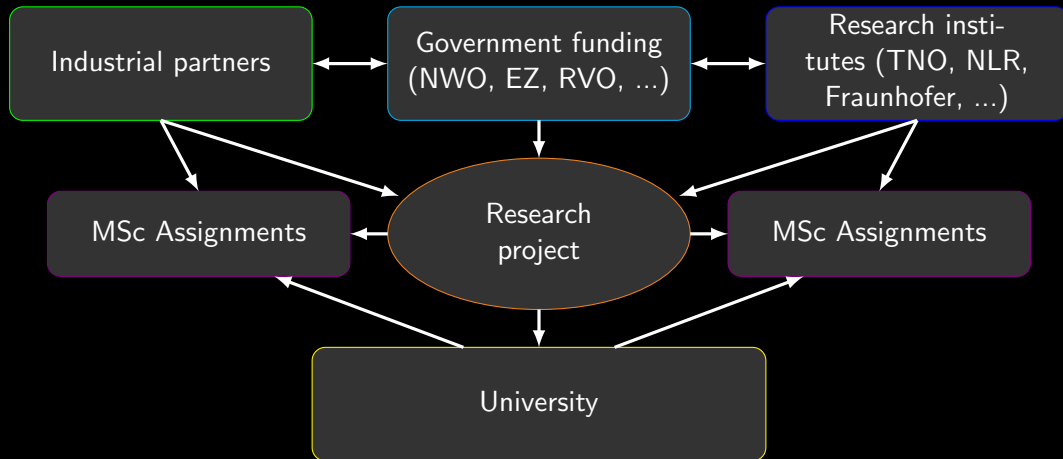 Industrial partners
Government funding
(NWO, EZ, RVO, ...)
Research insti-
tutes (TNO, NLR,
Fraunhofer, ...)
MSc Assignments
Research
project
MSc Assignments
University